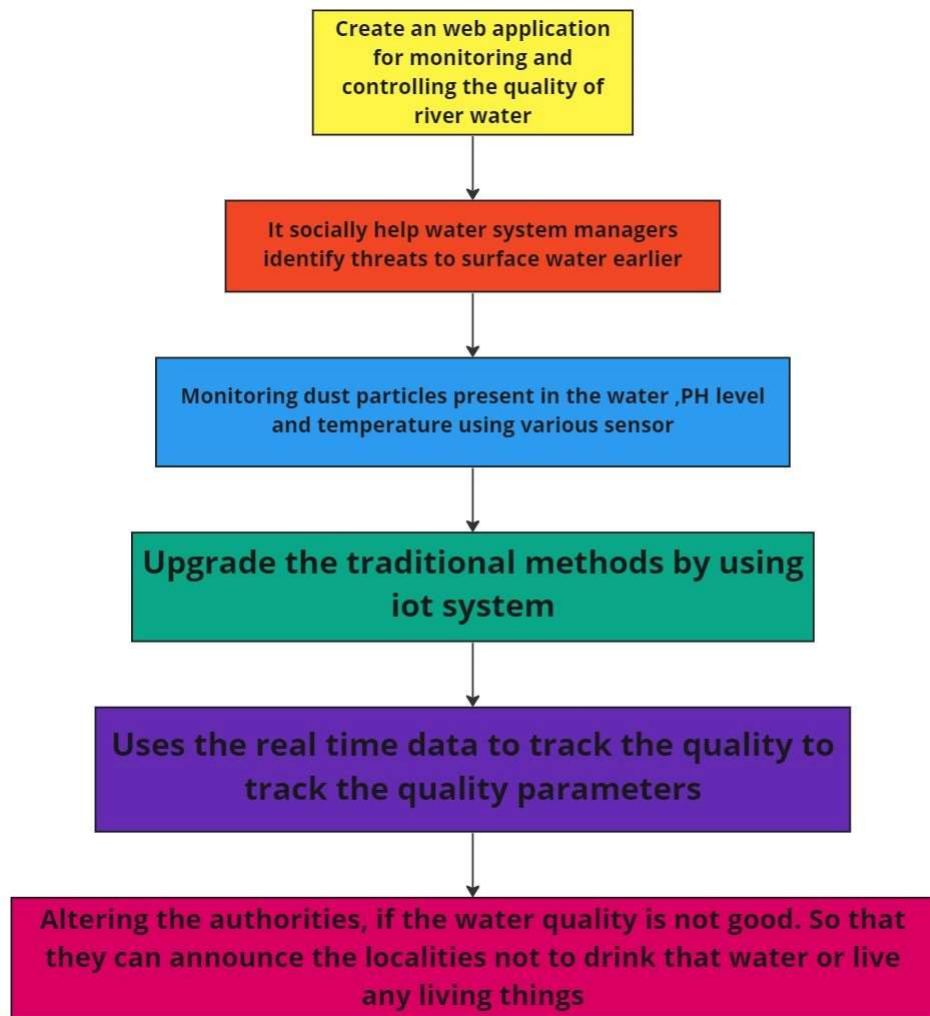 Create an web application
for monitoring and
controlling the quality of
river water
It socially help water system managers
identify threats to surface water earlier
Monitoring dust particles present in the water ,PH level
and temperature using various sensor
Upgrade the traditional methods by using
iot system
Uses the real time data to track the quality to
track the quality parameters
Altering the authorities, if the water quality is not good. So that
they can announce the localities not to drink that water or live
any living things